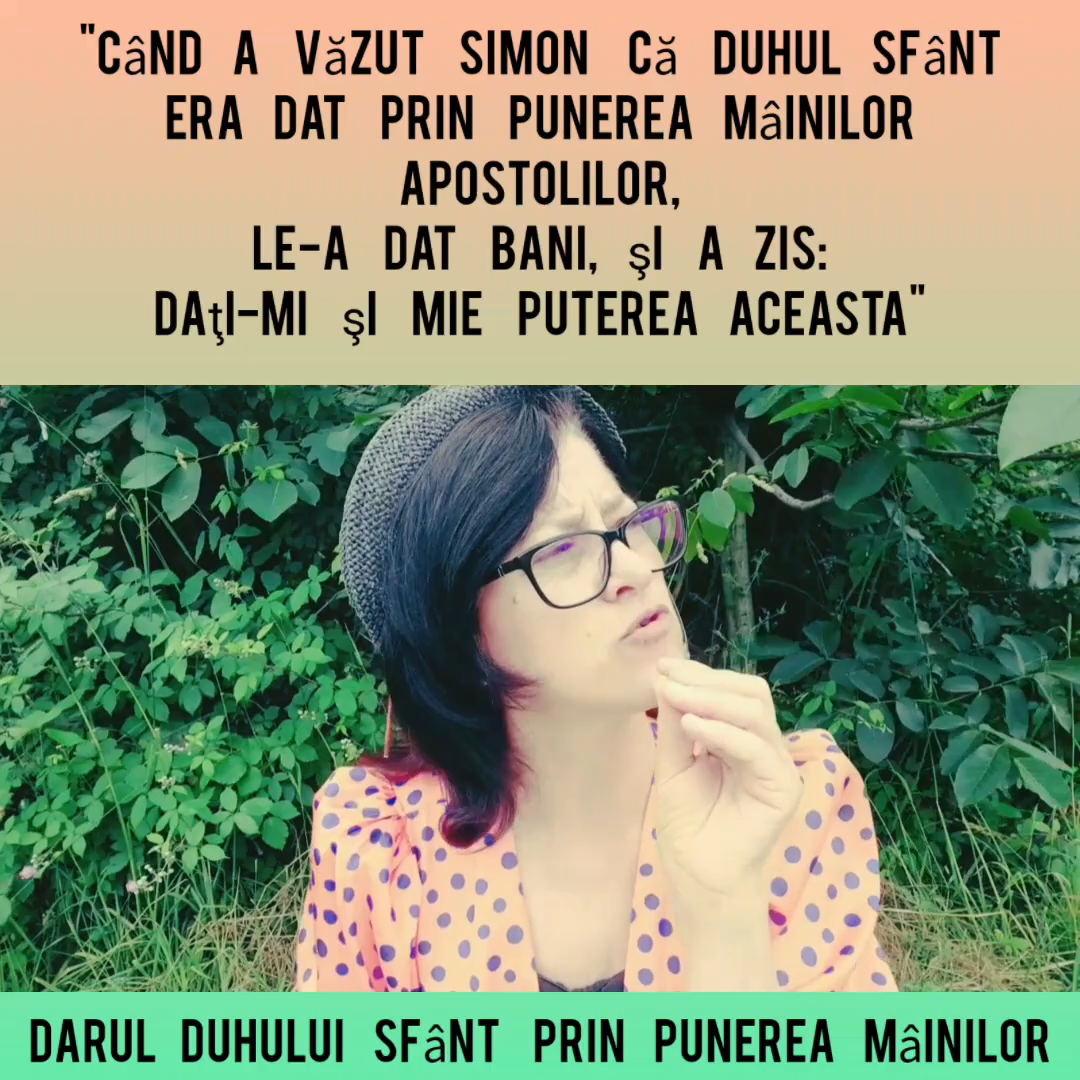 "CâND A VăZUT SIMON Că DUHUL SFâNT
ERA DAT PRIN PUNEREA MâINILOR
APOSTOLILOR,
LE-A DAT BANI, şI A ZIS:
DAţI-MI şI MIE PUTEREA ACEASTA"
DARUL DUHULUI SFâNT PRIN PUNEREA MâINILOR